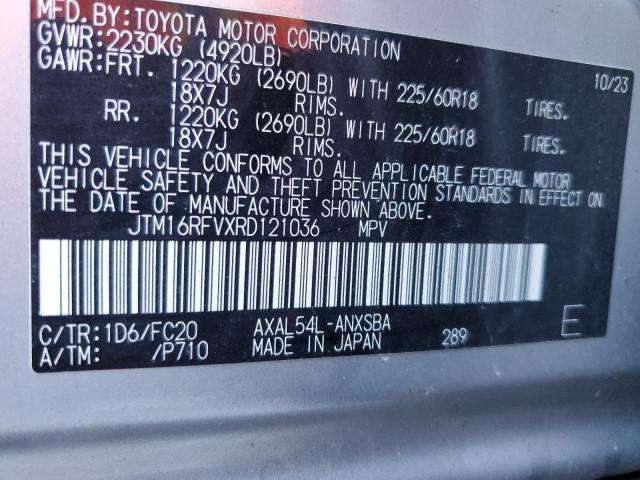 MFD.BY:TOYOTA MOTOR CORPORATION
GVWR:2230KG (4920LB) 10/23
GAWR:FRT. 1220KG (2690LB) WITH 225/60R18 TIRES.
18X7J RIMS.
RR. 1220KG (2690LB) WITH 225/60R18 TIRES.
18X7J RIMS.
THIS VEHICLE CONFORMS TO ALL APPLICABLE FEDERAL MOTOR
VEHICLE SAFETY AND THEFT PREVENTION STANDARDS IN EFFECT ON
THE DATE OF MANUFACTURE SHOWN ABOVE.
JTM16RFVXRD121036 MPV
C/TR:1D6/FC20 AXAL54L-ANXSBA E
A/TM: /P710 MADE IN JAPAN 289